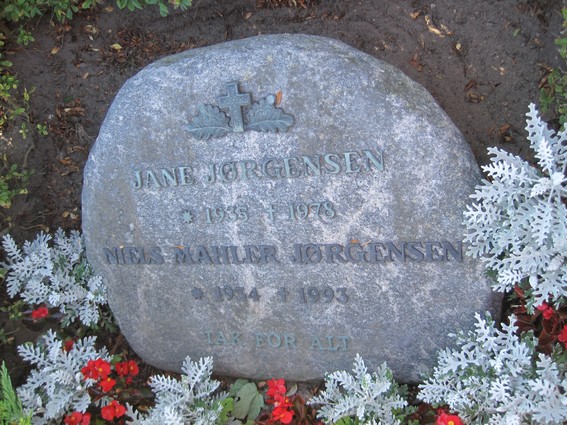 JANE JØRGENSEN
* 1935 † 1978
NIELS MAHLER JØRGENSEN
* 1934 † 1993
TAK FOR ALT